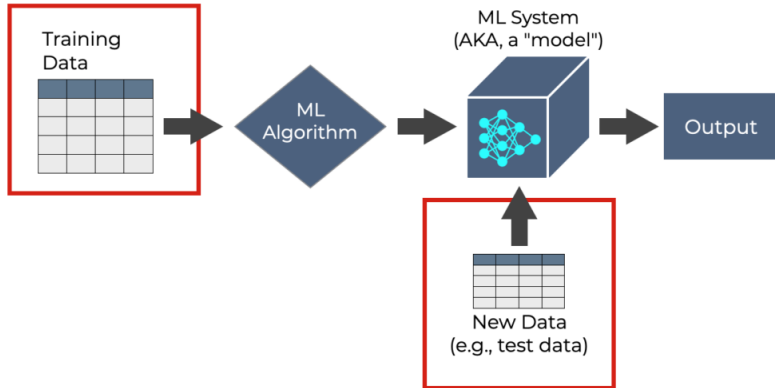 Training
Data
ML
Algorithm
ML System
(AKA, a "model")
Output
New Data
(e.g., test data)